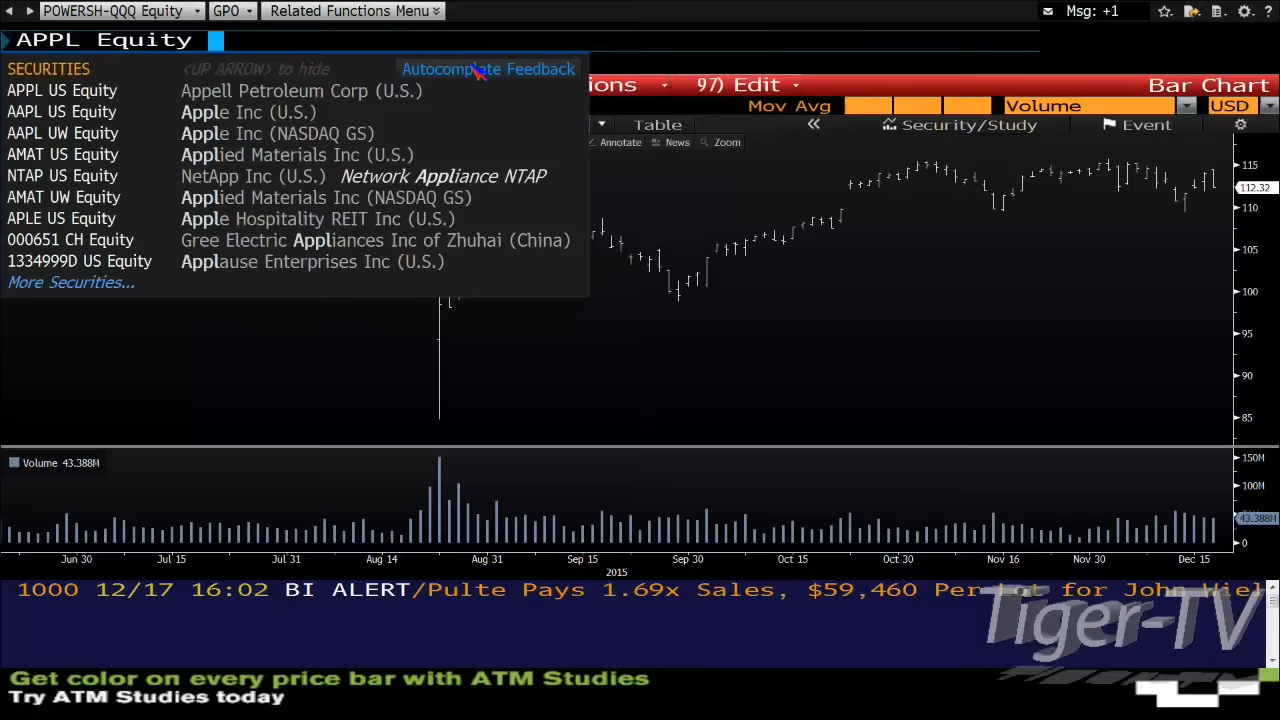 POWERSH-QQQ Equity GPO Related Functions Menu Msg: +1
APPL Equity
SECURITIES <UP ARROW> to hide Autocomplete Feedback
APPL US Equity Appell Petroleum Corp (U.S.)
AAPL US Equity Apple Inc (U.S.)
AAPL UW Equity Apple Inc (NASDAQ GS)
AMAT US Equity Applied Materials Inc (U.S.)
NTAP US Equity NetApp Inc (U.S.) Network Appliance NTAP
AMAT UW Equity Applied Materials Inc (NASDAQ GS)
APLE US Equity Apple Hospitality REIT Inc (U.S.)
000651 CH Equity Gree Electric Appliances Inc of Zhuhai (China)
1334999D US Equity Applause Enterprises Inc (U.S.)
More Securities...
ions 97) Edit Bar Chart
Mov Avg Volume USD
Table Security/Study Event
Annotate News Zoom
115
112.32
110
105
100
95
90
85
Volume 43.388M
150M
100M
43.388M
0
Jun 30 Jul 15 Jul 31 Aug 14 Aug 31 Sep 15 Sep 30 Oct 15 Oct 30 Nov 16 Nov 30 Dec 15
2015
1000 12/17 16:02 BI ALERT/Pulte Pays 1.69x Sales, $59,460 Per Lot for John Wiel
Tiger-TV
Get color on every price bar with ATM Studies
Try ATM Studies today